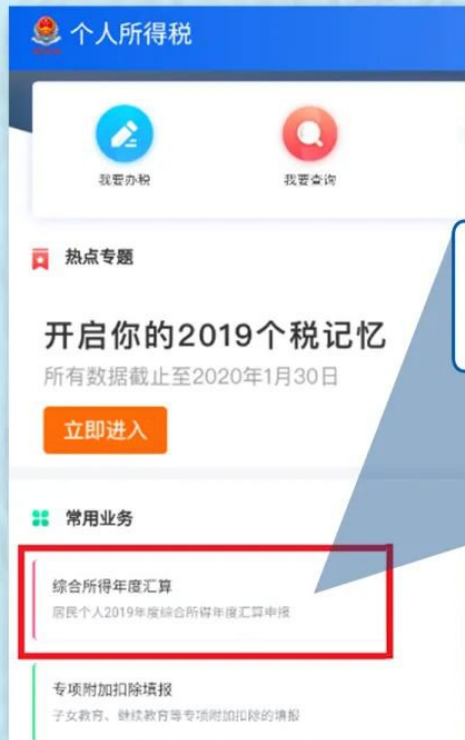 个人所得税
我要办税
我要查询
热点专题
开启你的2019个税记忆
所有数据截止至2020年1月30日
立即进入
常用业务
综合所得年度汇算
居民个人2019年度综合所得年度汇算申报
专项附加扣除填报
子女教育、继续教育等专项附加扣除的填报